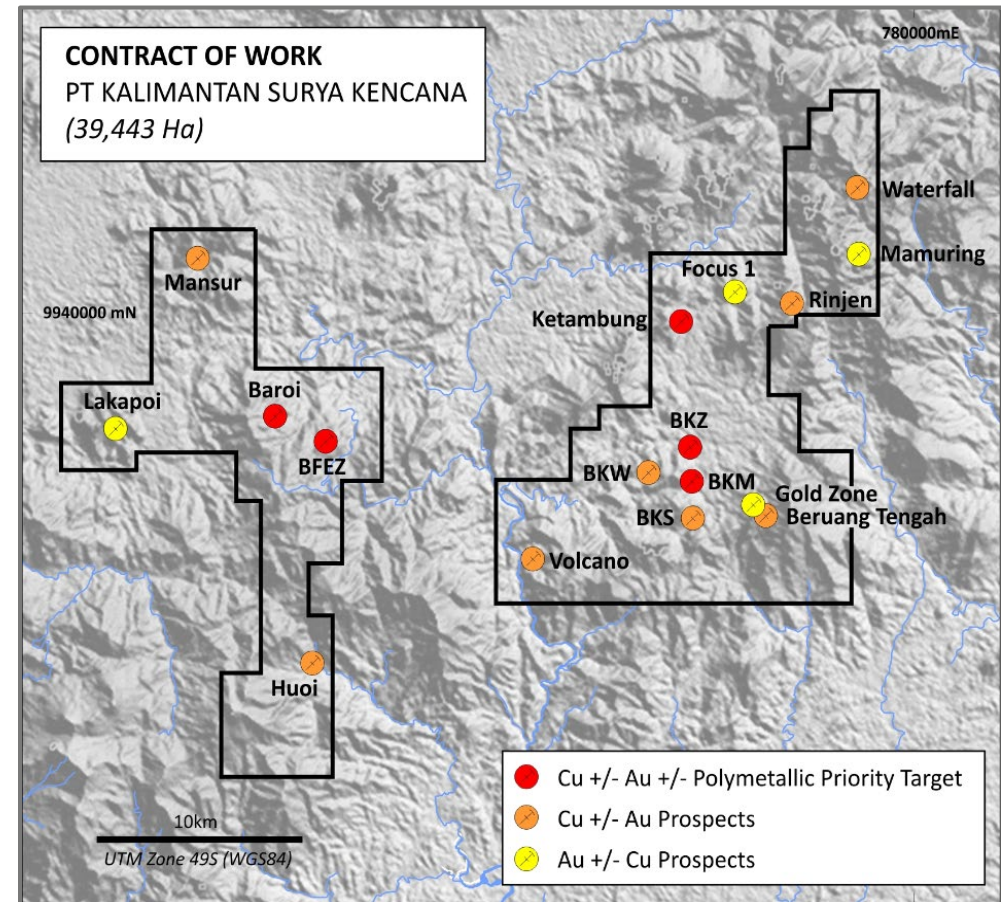 CONTRACT OF WORK
PT KALIMANTAN SURYA KENCANA
(39,443 Ha)
780000mE
Waterfall
Mamuring
Focus 1
Rinjen
Ketambung
Mansur
9940000 mN
Lakapoi
Baroi
BFEZ
BKZ
BKW
BKM
Gold Zone
BKS
Beruang Tengah
Volcano
Huoi
10km
UTM Zone 49S (WGS84)
Cu +/- Au +/- Polymetallic Priority Target
Cu +/- Au Prospects
Au +/- Cu Prospects